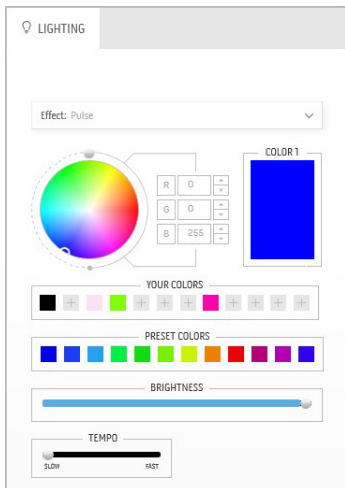 LIGHTING
Effect: Pulse
COLOR 1
R 0
G 0
B 255
YOUR COLORS
PRESET COLORS
BRIGHTNESS
TEMPO
SLOW FAST